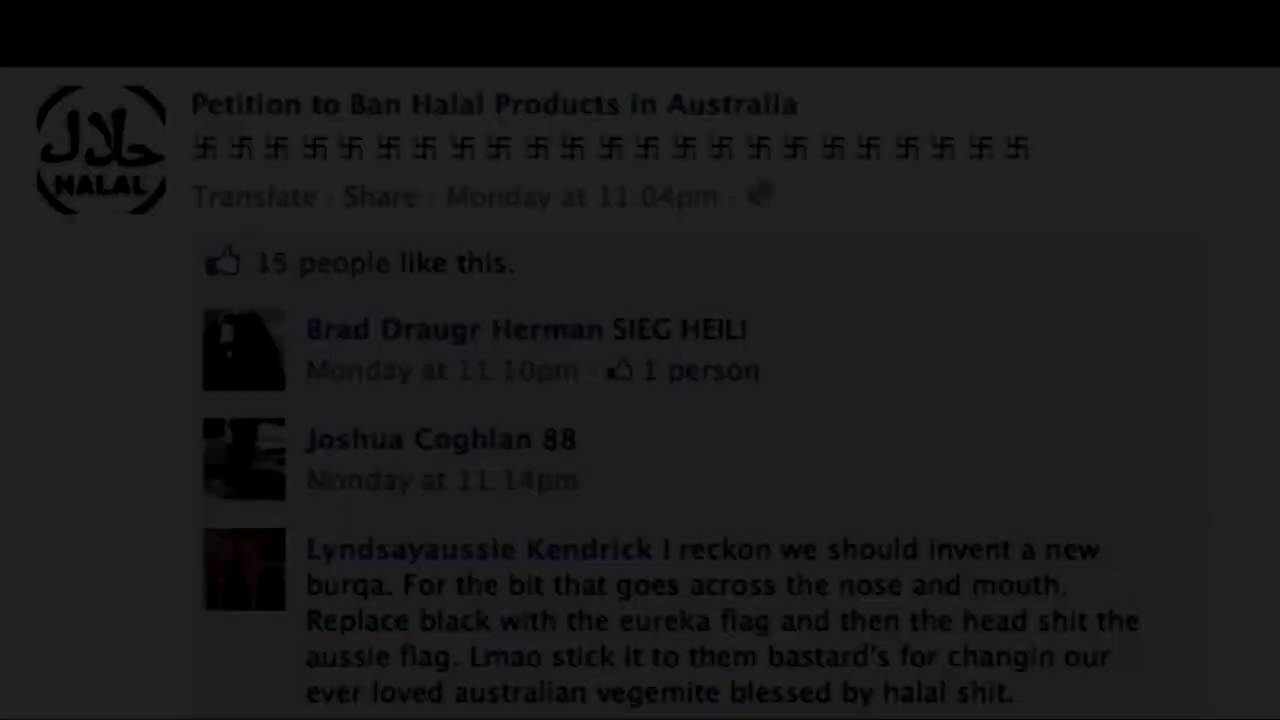 حلال
HALAL
Petition to Ban Halal Products in Australia
卐 卐 卐 卐 卐 卐 卐 卐 卐 卐 卐 卐 卐 卐 卐 卐 卐 卐 卐 卐 卐 卐 卐
Translate · Share · Monday at 11:04pm ·
15 people like this.
Brad Draugr Herman SIEG HEIL!
Monday at 11:10pm · 1 person
Joshua Coghlan 88
Monday at 11:14pm
Lyndsayaussie Kendrick I reckon we should invent a new
burqa. For the bit that goes across the nose and mouth.
Replace black with the eureka flag and then the head shit the
aussie flag. Lmao stick it to them bastard's for changin our
ever loved australian vegemite blessed by halal shit.